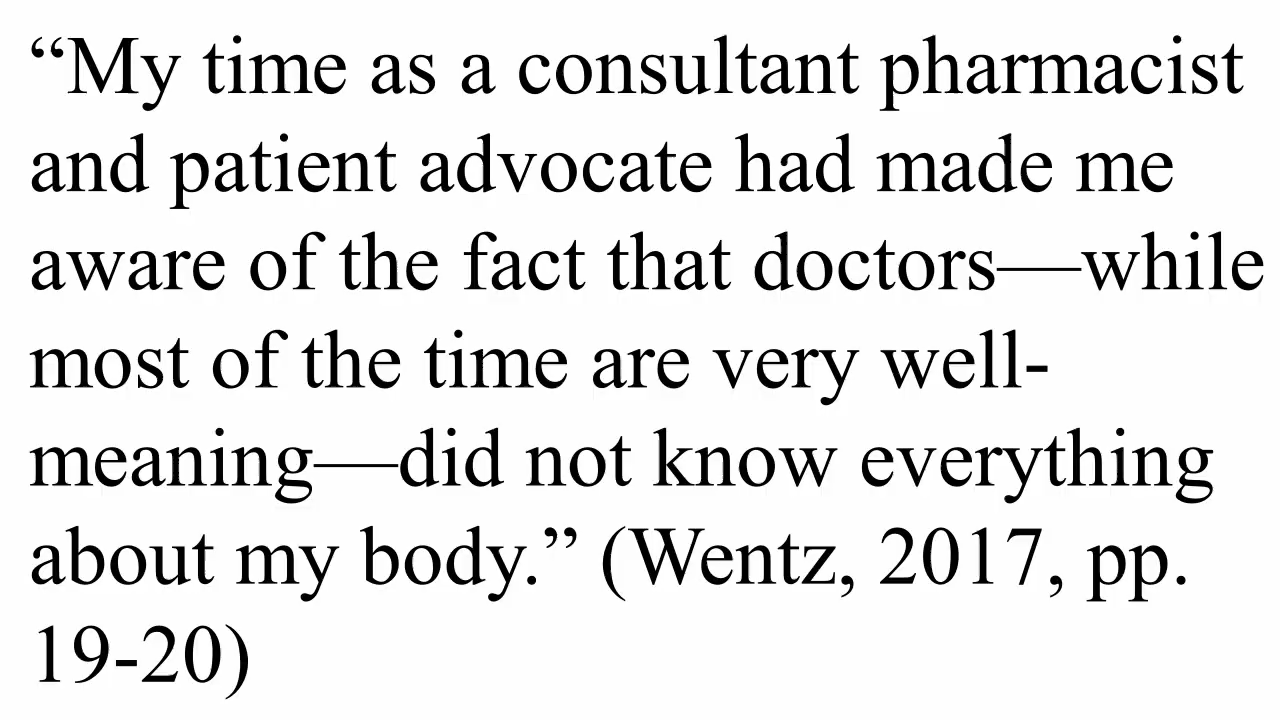 “My time as a consultant pharmacist
and patient advocate had made me
aware of the fact that doctors—while
most of the time are very well-
meaning—did not know everything
about my body.” (Wentz, 2017, pp.
19-20)